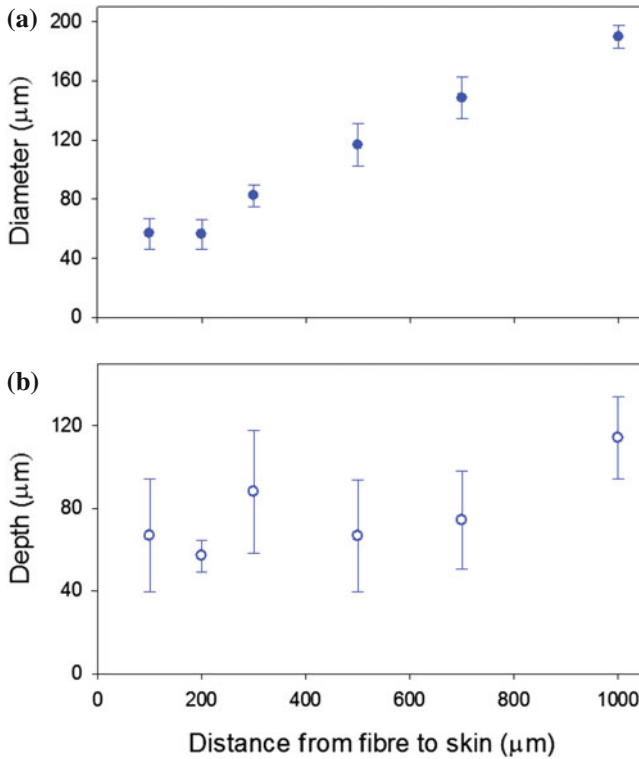 (a)
200
160
120
80
40
0
Diameter (μm)
(b)
120
80
40
0
Depth (μm)
0 200 400 600 800 1000
Distance from fibre to skin (μm)